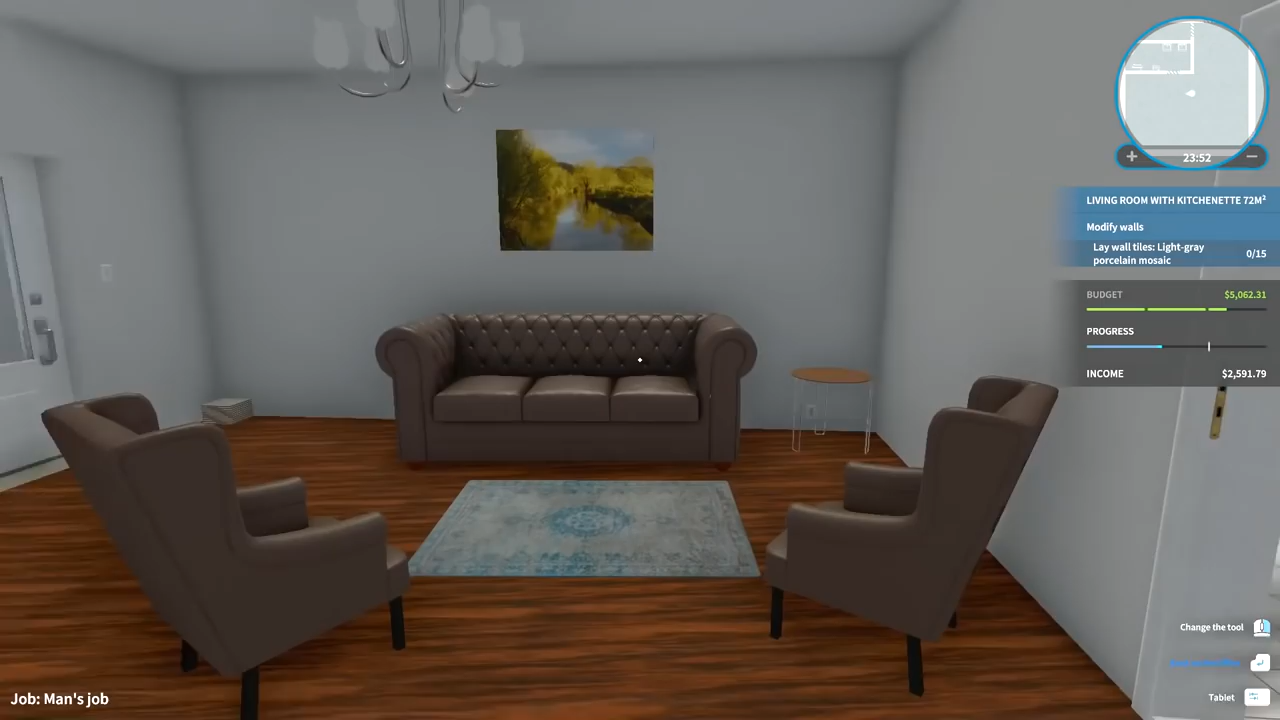 23:52
LIVING ROOM WITH KITCHENETTE 72M²
Modify walls
Lay wall tiles: Light-gray
porcelain mosaic 0/15
BUDGET $5,062.31
PROGRESS
INCOME $2,591.79
Change the tool
Tablet
Job: Man's job